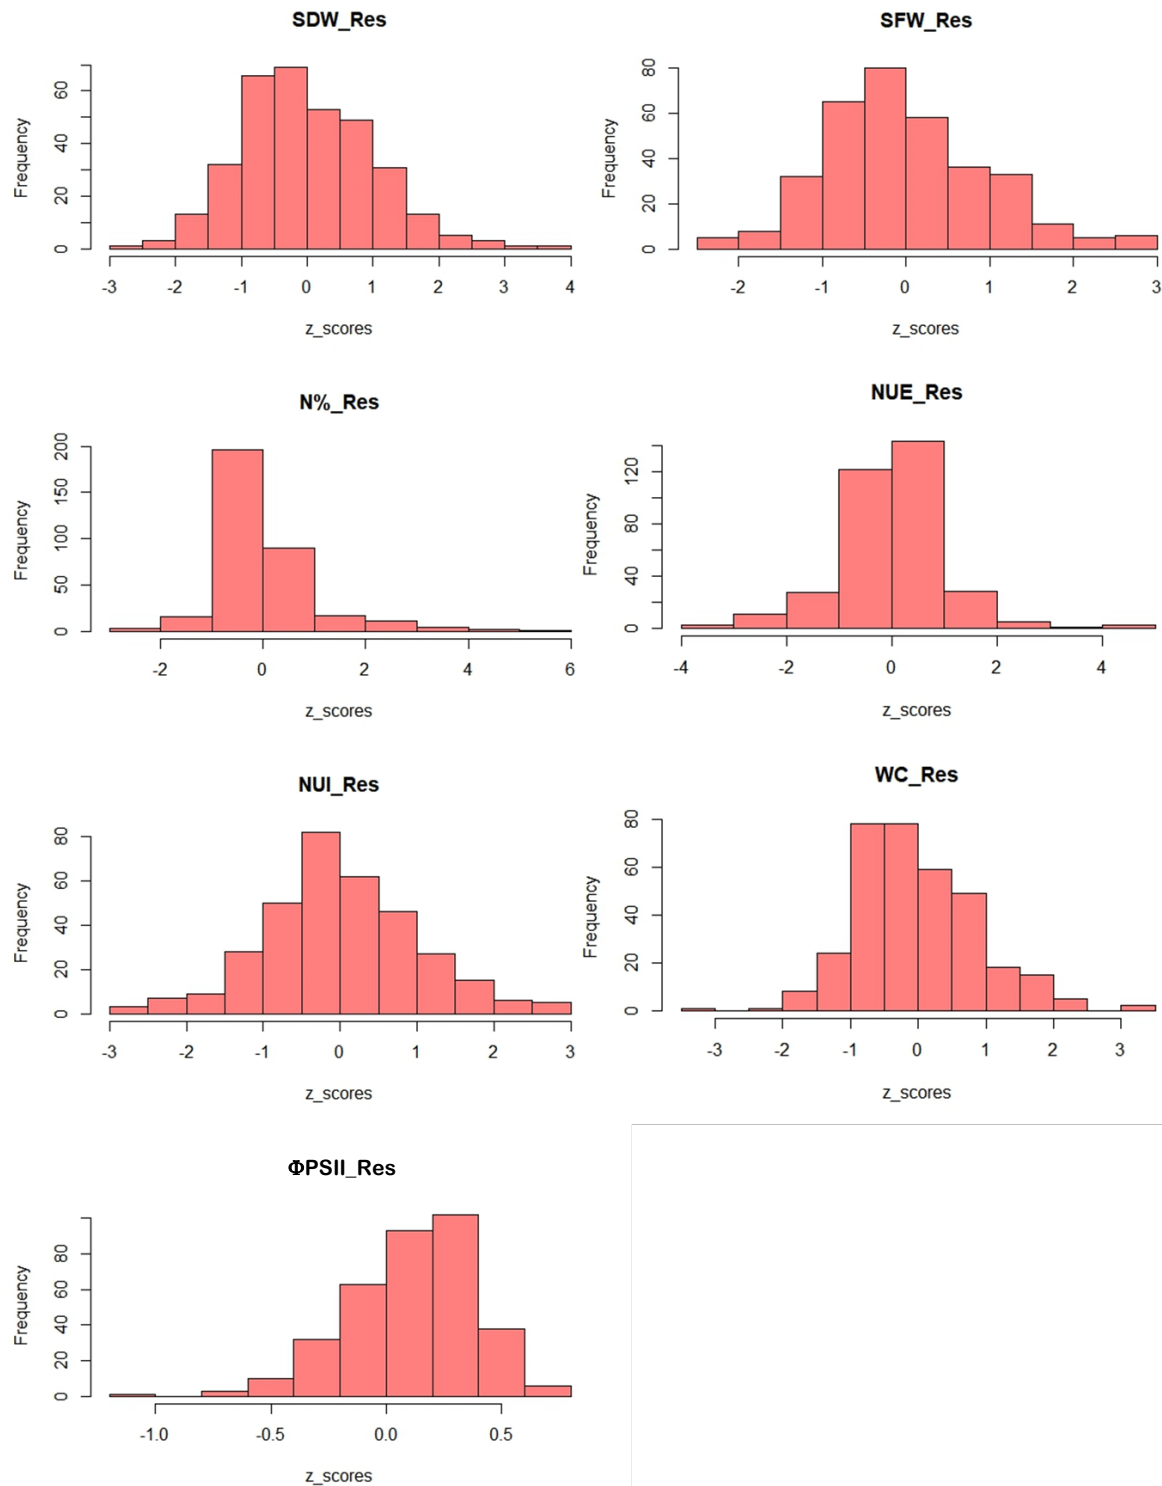 SDW_Res
Frequency
0 20 40 60
-3 -2 -1 0 1 2 3 4
z_scores
SFW_Res
Frequency
0 20 40 60 80
-2 -1 0 1 2 3
z_scores
N%_Res
Frequency
0 50 100 150 200
-2 0 2 4 6
z_scores
NUE_Res
Frequency
0 40 80 120
-4 -2 0 2 4
z_scores
NUI_Res
Frequency
0 20 40 60 80
-3 -2 -1 0 1 2 3
z_scores
WC_Res
Frequency
0 20 40 60 80
-3 -2 -1 0 1 2 3
z_scores
ΦPSII_Res
Frequency
0 20 40 60 80
-1.0 -0.5 0.0 0.5
z_scores